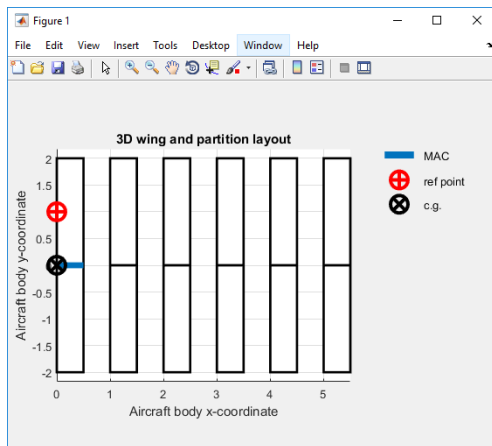 Figure 1
File Edit View Insert Tools Desktop Window Help
3D wing and partition layout
MAC
ref point
c.g.
2
1.5
0.5
0
-0.5
-1
-1.5
-2
Aircraft body y-coordinate
0 1 2 3 4 5
Aircraft body x-coordinate